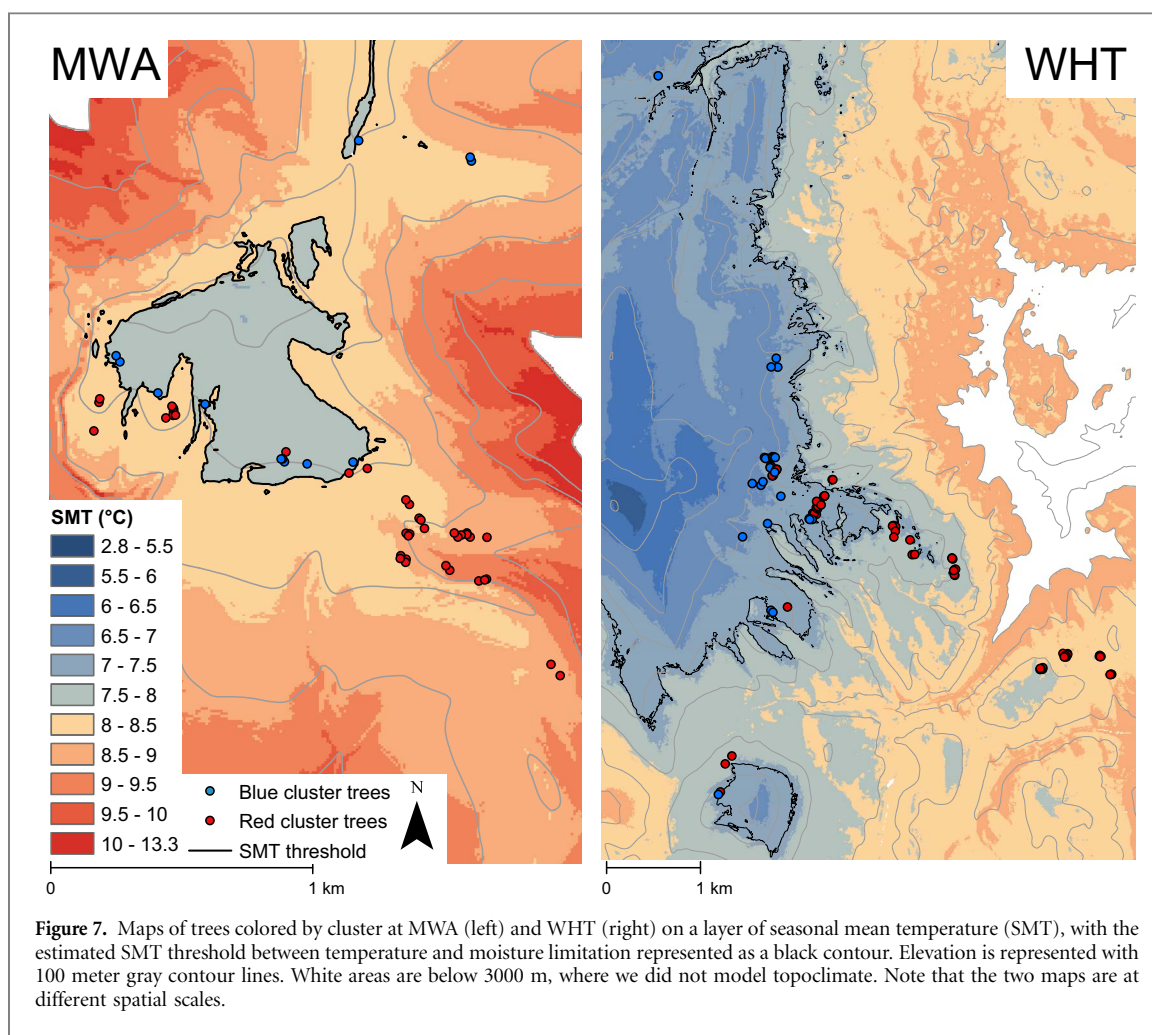 MWA
WHT
SMT (°C)
2.8 - 5.5
5.5 - 6
6 - 6.5
6.5 - 7
7 - 7.5
7.5 - 8
8 - 8.5
8.5 - 9
9 - 9.5
9.5 - 10
10 - 13.3
Blue cluster trees
Red cluster trees
SMT threshold
N
0 1 km
0 1 km
Figure 7. Maps of trees colored by cluster at MWA (left) and WHT (right) on a layer of seasonal mean temperature (SMT), with the
estimated SMT threshold between temperature and moisture limitation represented as a black contour. Elevation is represented with
100 meter gray contour lines. White areas are below 3000 m, where we did not model topoclimate. Note that the two maps are at
different spatial scales.